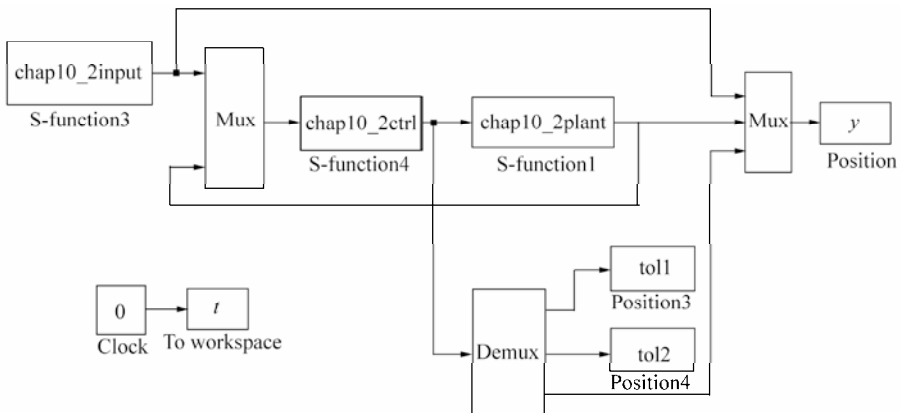 chap10_2input
S-function3
Mux
chap10_2ctrl
S-function4
chap10_2plant
S-function1
Mux
y
Position
0
Clock
t
To workspace
Demux
tol1
Position3
tol2
Position4